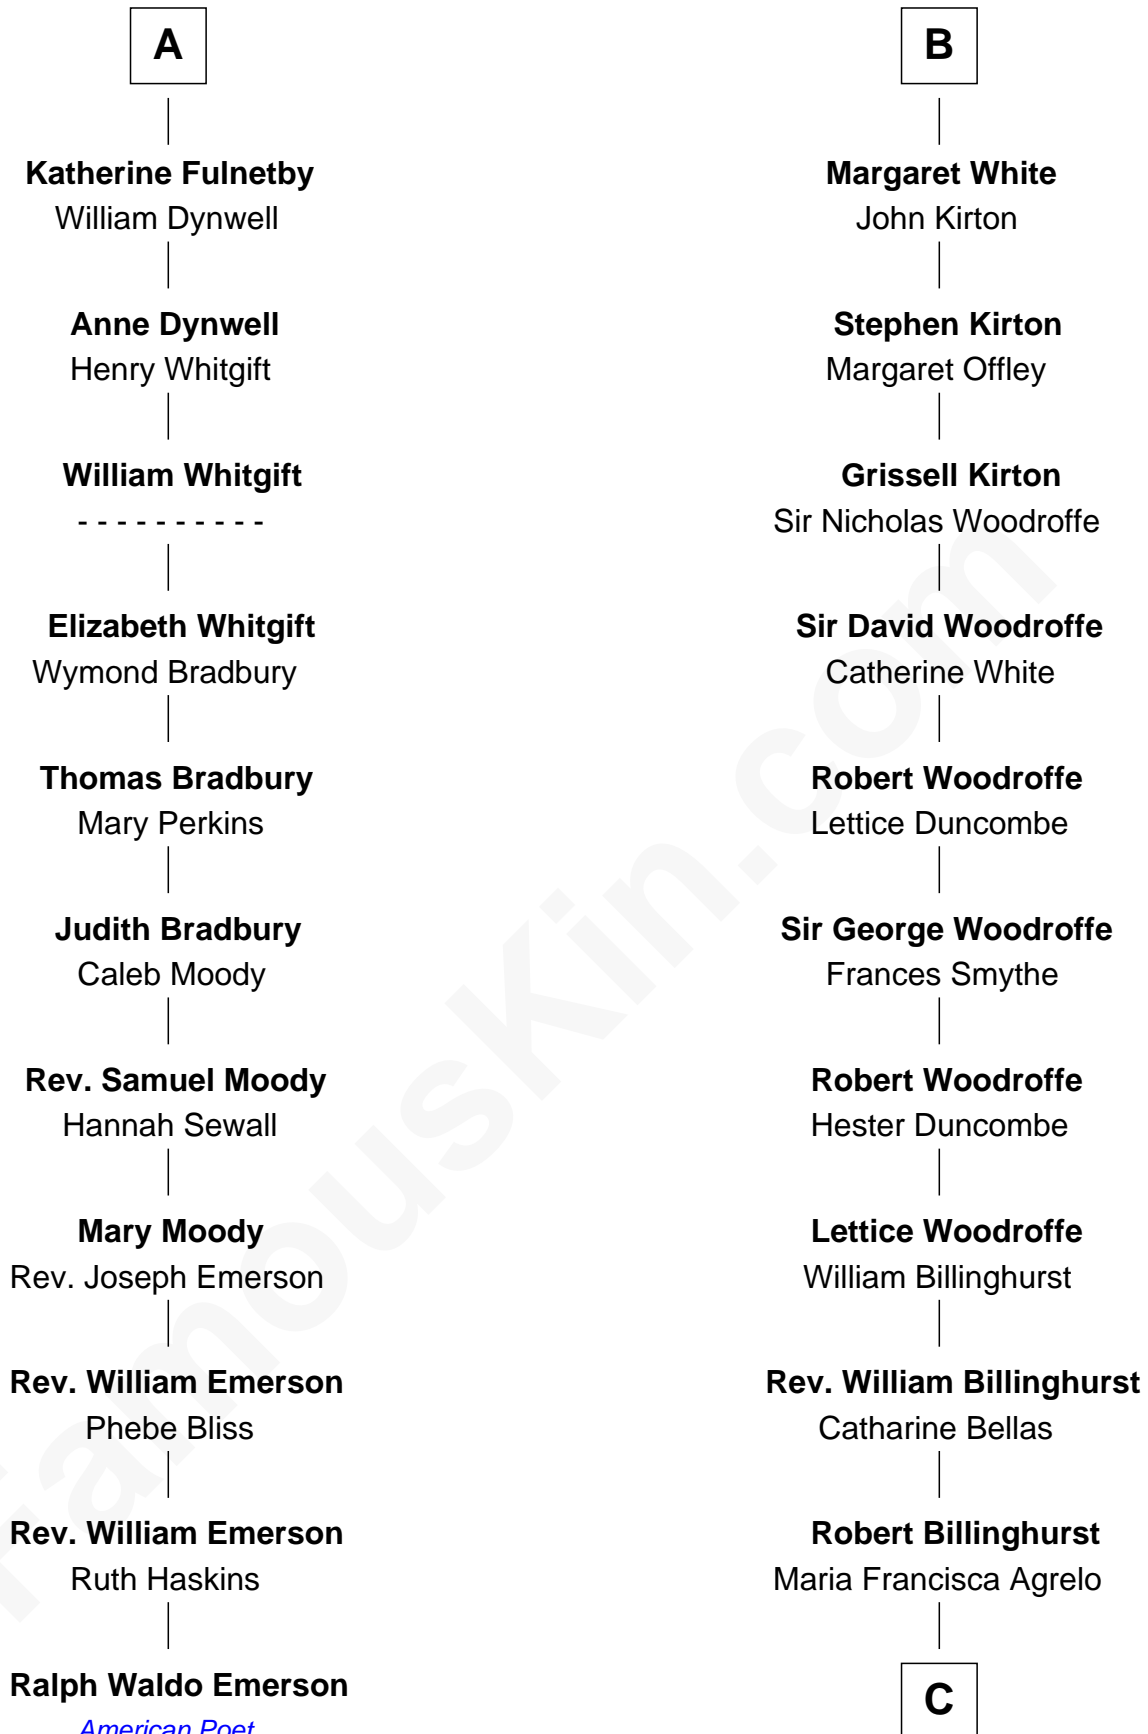 A
Katherine Fulnetby
William Dynwell
Anne Dynwell
Henry Whitgift
William Whitgift
- - - - - - - - - -
Elizabeth Whitgift
Wymond Bradbury
Thomas Bradbury
Mary Perkins
Judith Bradbury
Caleb Moody
Rev. Samuel Moody
Hannah Sewall
Mary Moody
Rev. Joseph Emerson
Rev. William Emerson
Phebe Bliss
Rev. William Emerson
Ruth Haskins
Ralph Waldo Emerson
American Poet
B
Margaret White
John Kirton
Stephen Kirton
Margaret Offley
Grissell Kirton
Sir Nicholas Woodroffe
Sir David Woodroffe
Catherine White
Robert Woodroffe
Lettice Duncombe
Sir George Woodroffe
Frances Smythe
Robert Woodroffe
Hester Duncombe
Lettice Woodroffe
William Billinghurst
Rev. William Billinghurst
Catharine Bellas
Robert Billinghurst
Maria Francisca Agrelo
C
FamousKin.com